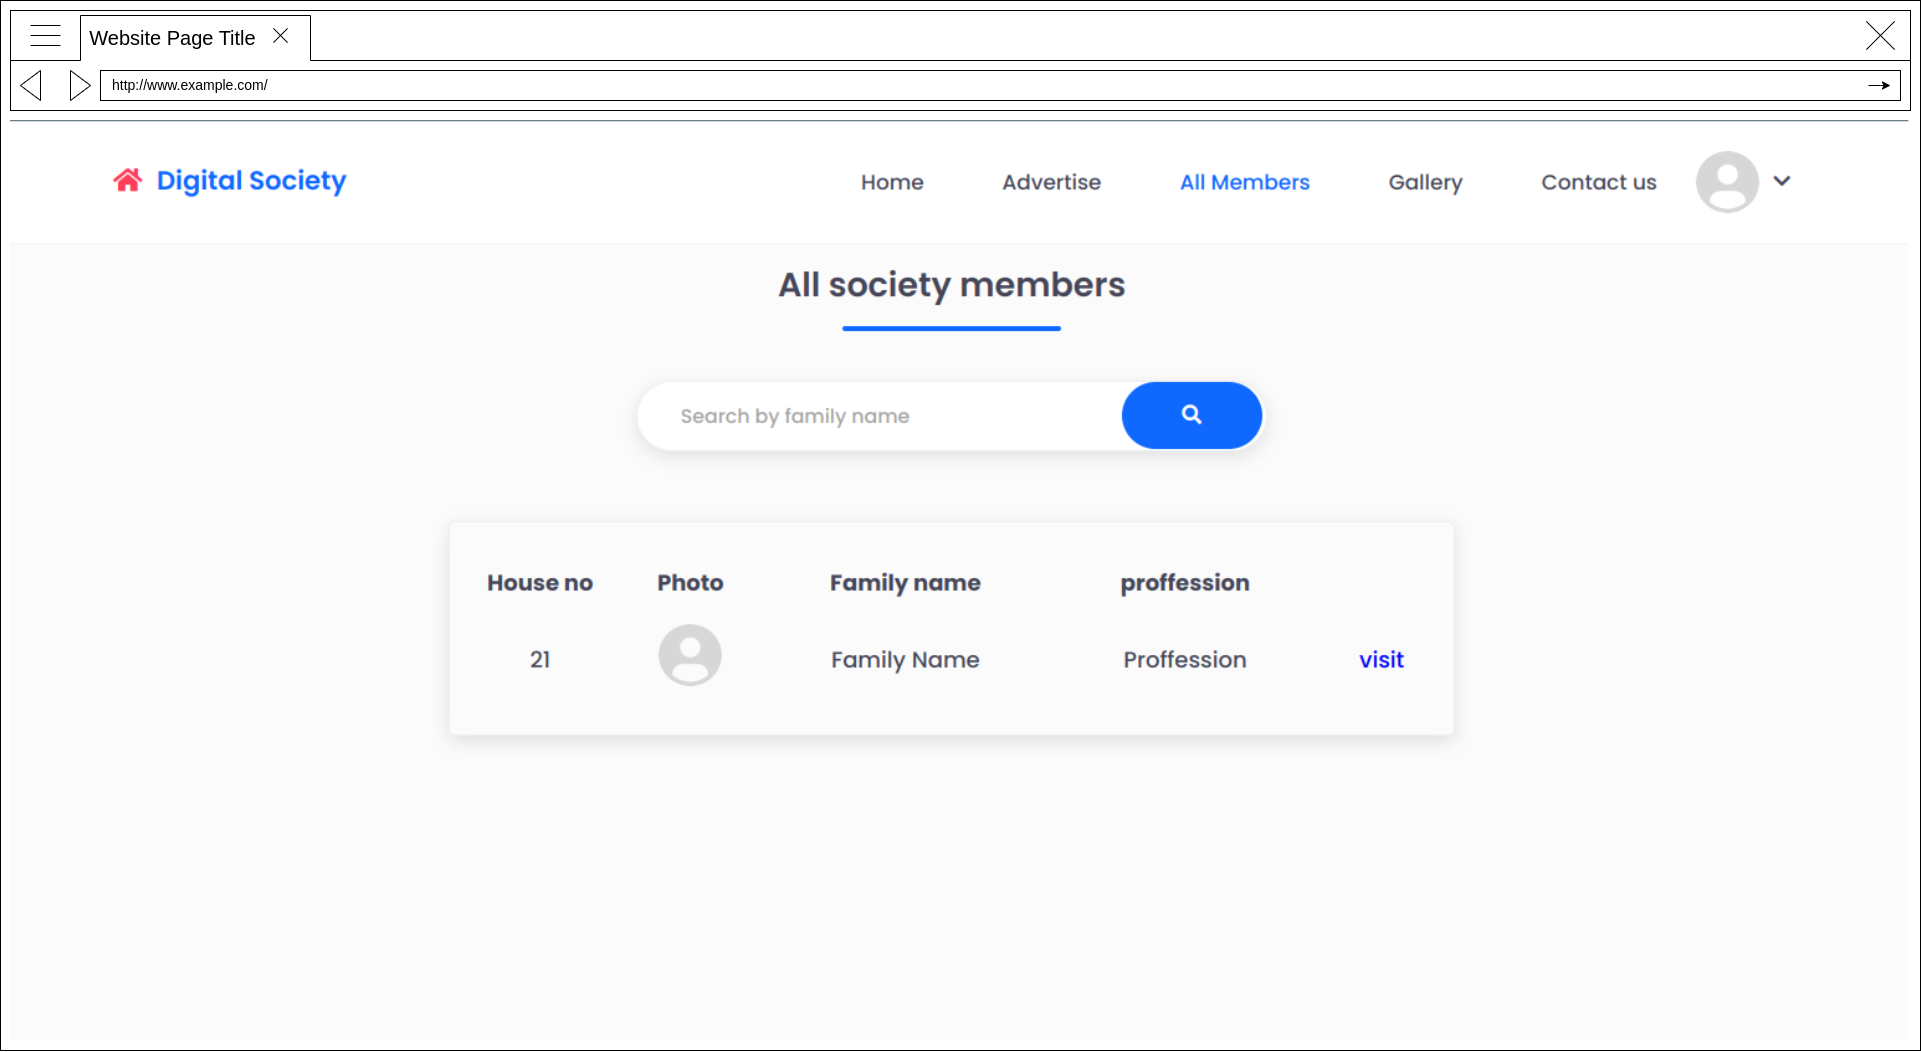 Website Page Title
http://www.example.com/
Digital Society
Home Advertise All Members Gallery Contact us
All society members
Search by family name
House no Photo Family name proffession
21 Family Name Proffession visit